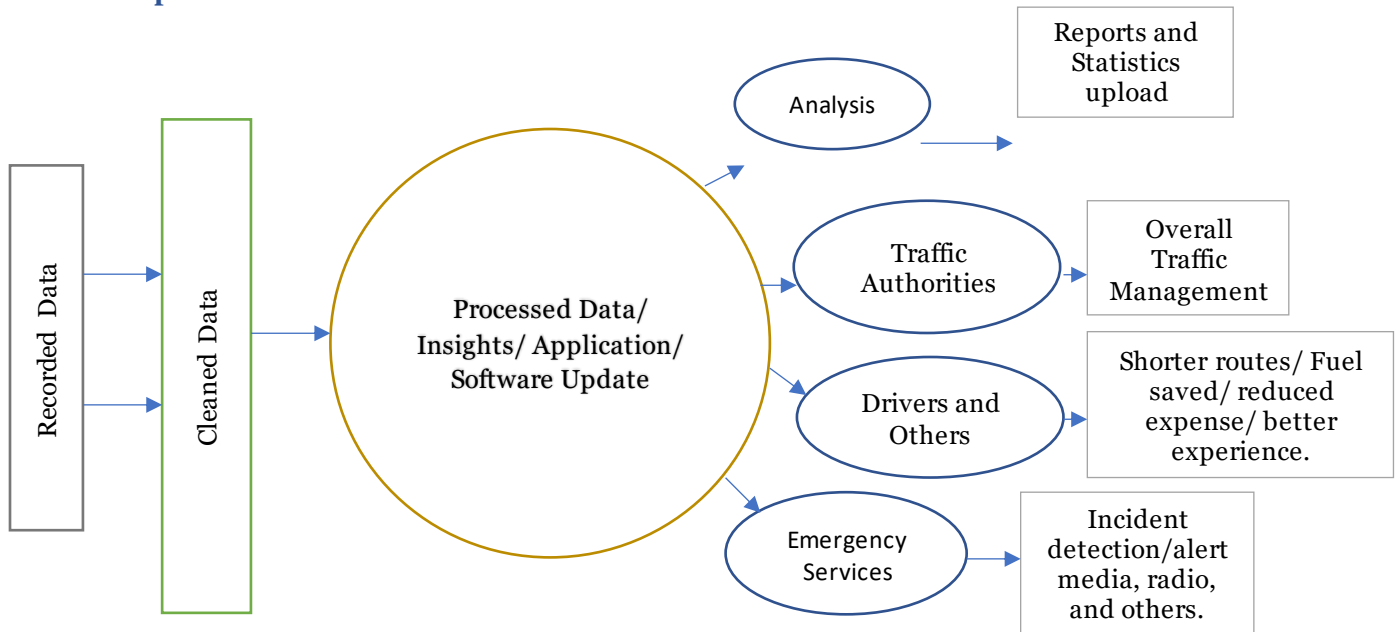 Recorded Data
Cleaned Data
Processed Data/
Insights/ Application/
Software Update
Analysis
Reports and
Statistics
upload
Traffic
Authorities
Overall
Traffic
Management
Drivers and
Others
Shorter routes/ Fuel
saved/ reduced
expense/ better
experience.
Emergency
Services
Incident
detection/alert
media, radio,
and others.